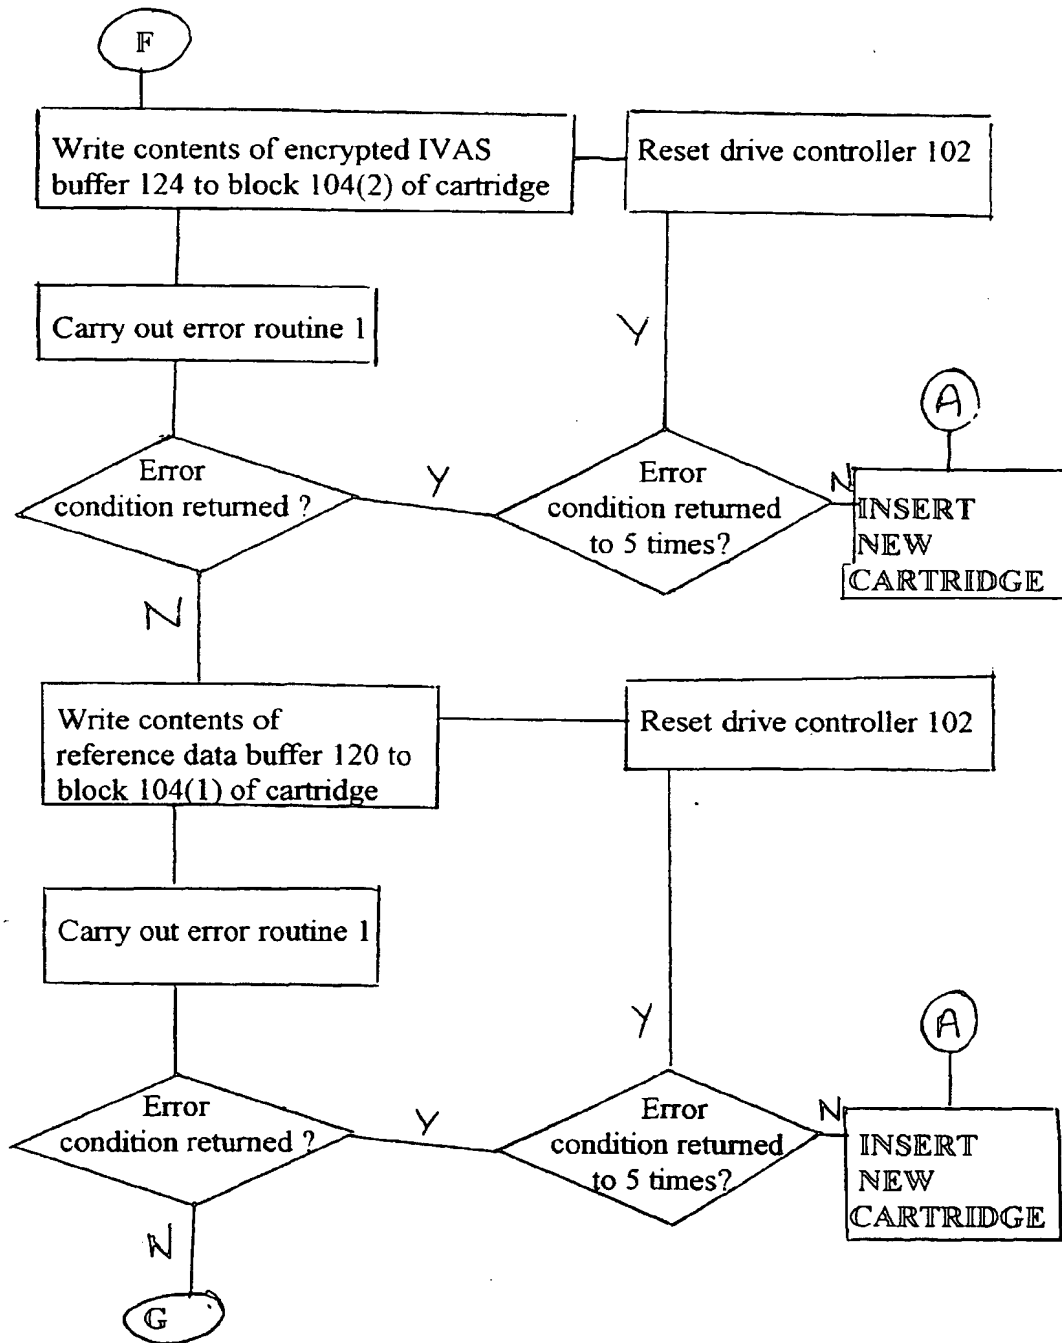 F
Write contents of encrypted IVAS
buffer 124 to block 104(2) of cartridge
Reset drive controller 102
Carry out error routine 1
Y
A
Error
condition returned ?
Y
Error
condition returned
to 5 times?
N
INSERT
NEW
CARTRIDGE
N
Write contents of
reference data buffer 120 to
block 104(1) of cartridge
Reset drive controller 102
Carry out error routine 1
Y
A
Error
condition returned ?
Y
Error
condition returned
to 5 times?
N
INSERT
NEW
CARTRIDGE
N
G